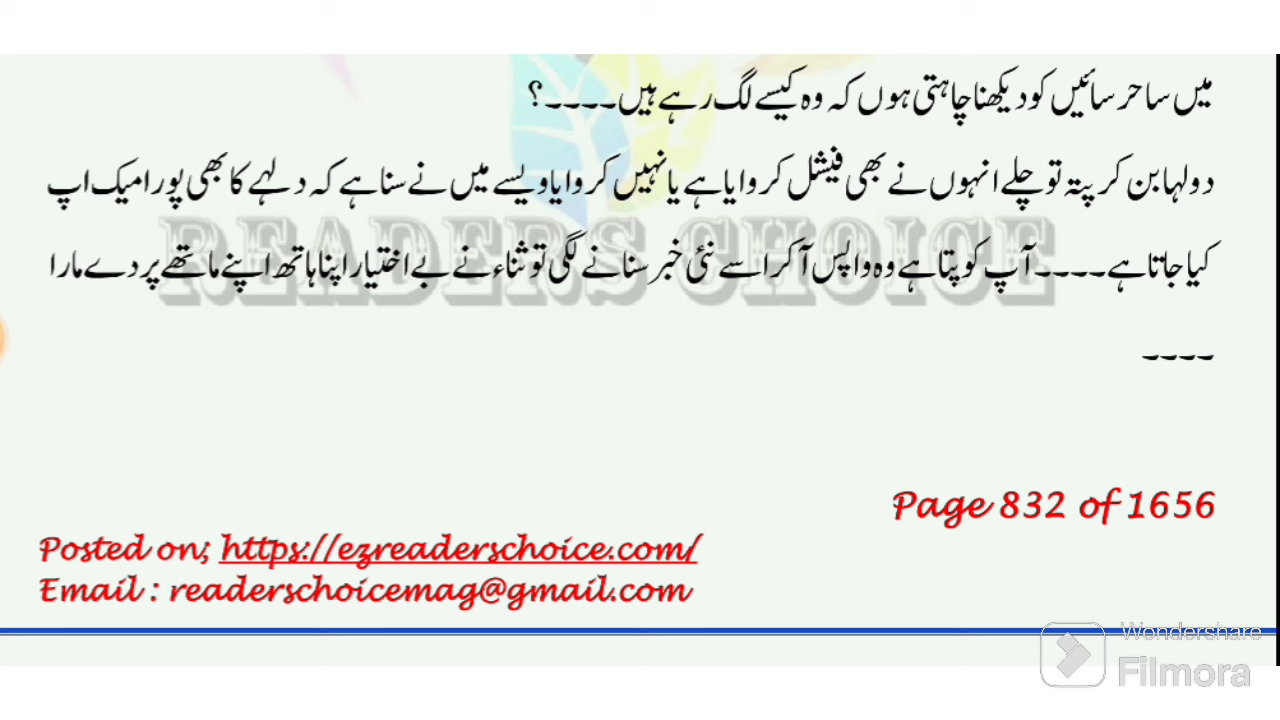 میں ساحر سائیں کو دیکھنا چاہتی ہوں کہ وہ کیسے لگ رہے ہیں۔۔۔۔؟
دولہا بن کر پتہ تو چلے انہوں نے بھی فیشل کروایا ہے یا نہیں کروایا ویسے میں نے سنا ہے کہ دلہے کا بھی پورا میک اپ
کیا جاتا ہے۔۔۔۔ آپ کو پتا ہے وہ واپس آ کر اسے نئی خبر سنانے لگی تو ثناء نے بے اختیار اپنا ہاتھ اپنے ماتھے پر دے مارا
۔۔۔۔
READERS CHOICE
Page 832 of 1656
Posted on; https://ezreaderschoice.com/
Email : readerschoicemag@gmail.com
Wondershare
Filmora